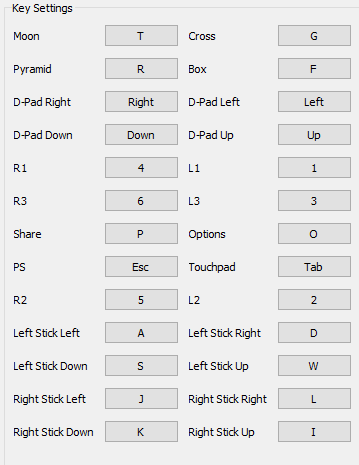 Key Settings
Moon T Cross G
Pyramid R Box F
D-Pad Right Right D-Pad Left Left
D-Pad Down Down D-Pad Up Up
R1 4 L1 1
R3 6 L3 3
Share P Options O
PS Esc Touchpad Tab
R2 5 L2 2
Left Stick Left A Left Stick Right D
Left Stick Down S Left Stick Up W
Right Stick Left J Right Stick Right L
Right Stick Down K Right Stick Up I